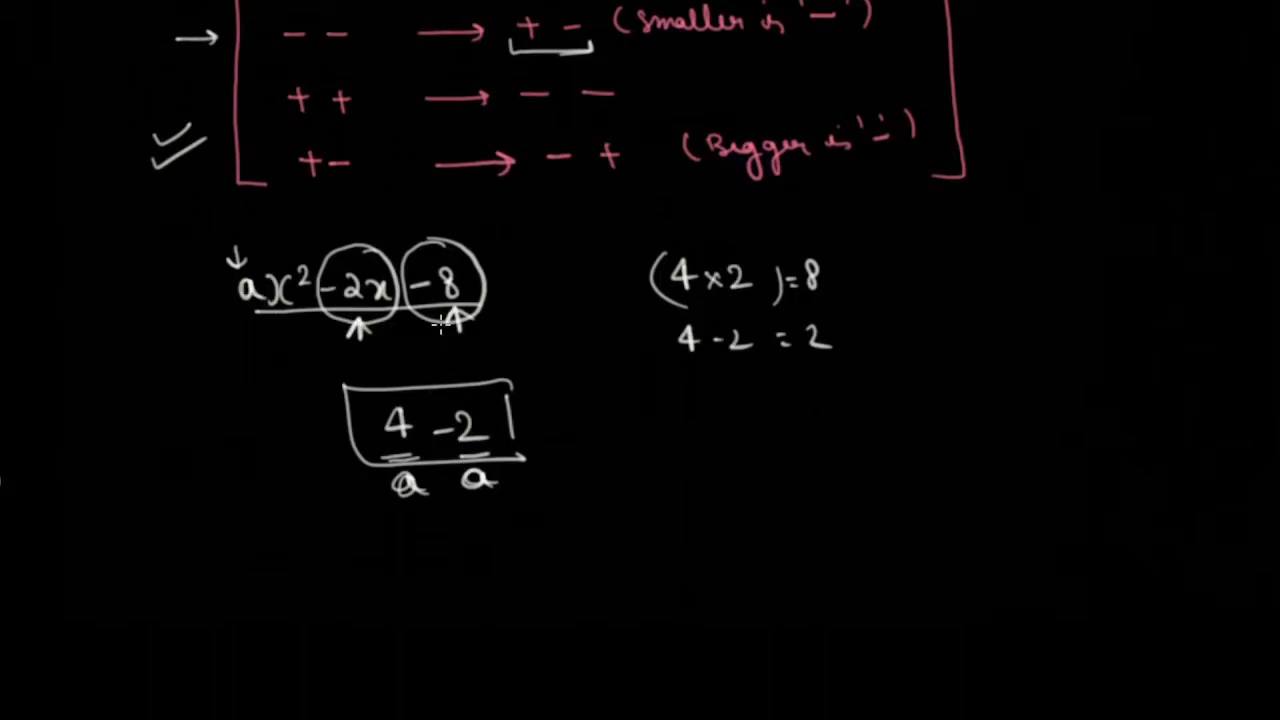 - - → + - (Smaller is '-')
+ + → - -
+ - → - + (Bigger is '-')
ax² - 2x - 8
(4 × 2) = 8
4 - 2 = 2
4 - 2
a a